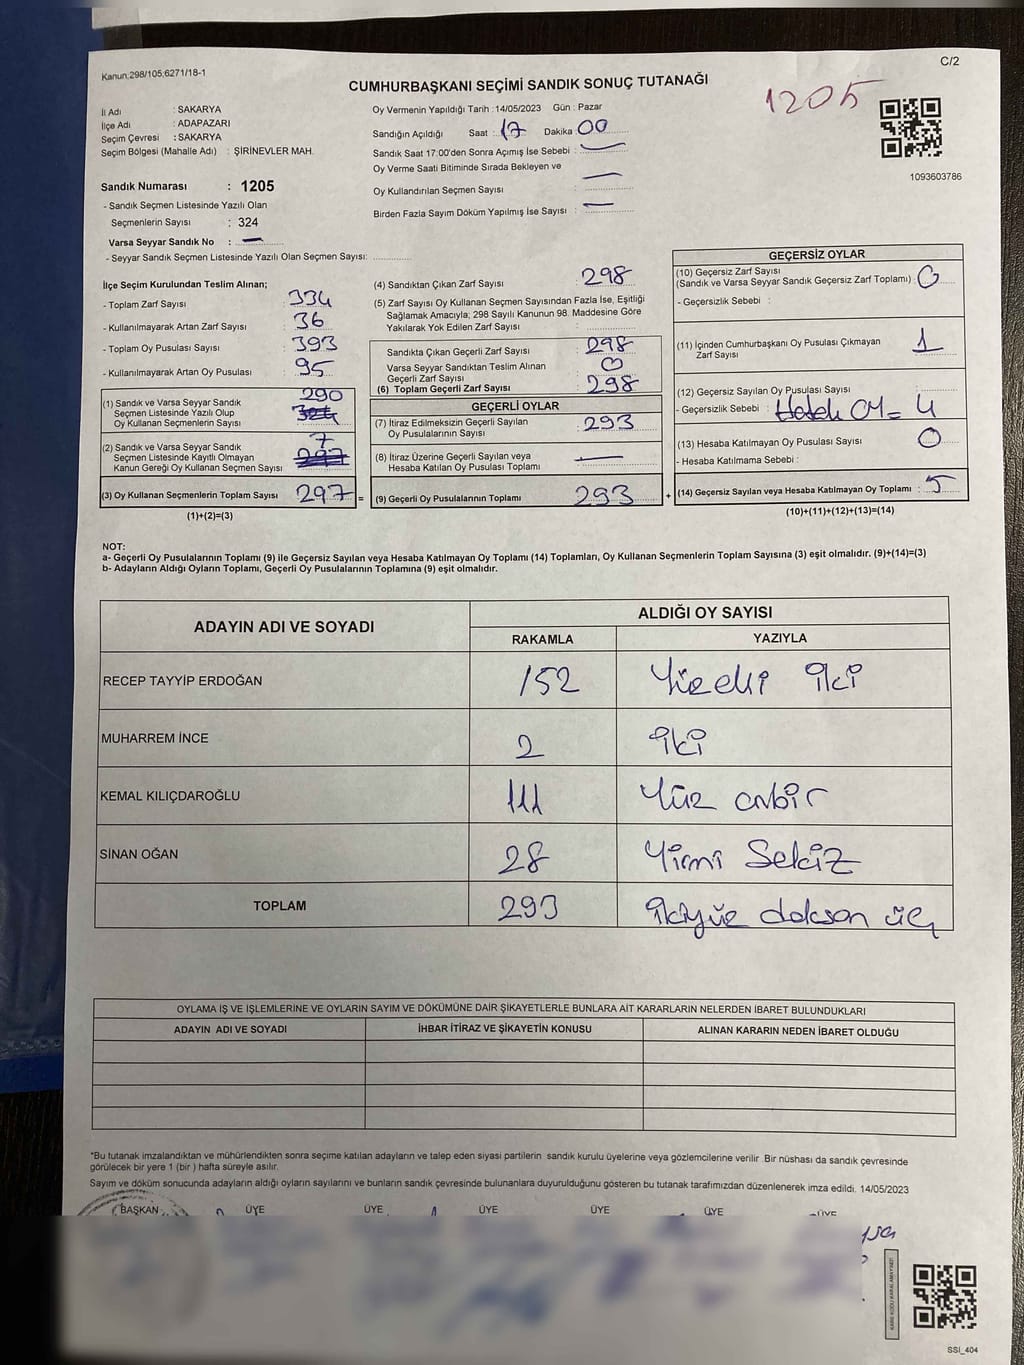 Kanun:298/105;6271/18-1
C/2
CUMHURBAŞKANI SEÇİMİ SANDIK SONUÇ TUTANAĞI
1205
İl Adı : SAKARYA
İlçe Adı : ADAPAZARI
Seçim Çevresi : SAKARYA
Seçim Bölgesi (Mahalle Adı) : ŞİRİNEVLER MAH.
Sandık Numarası : 1205
- Sandık Seçmen Listesinde Yazılı Olan
Seçmenlerin Sayısı : 324
Varsa Seyyar Sandık No : —
- Seyyar Sandık Seçmen Listesinde Yazılı Olan Seçmen Sayısı:
Oy Vermenin Yapıldığı Tarih : 14/05/2023 Gün : Pazar
Sandığın Açıldığı Saat : 17 Dakika : 00
Sandık Saat 17:00'den Sonra Açımış İse Sebebi : —
Oy Verme Saati Bitiminde Sırada Bekleyen ve
Oy Kullandırılan Seçmen Sayısı : —
Birden Fazla Sayım Döküm Yapılmış İse Sayısı : —
1093603786
İlçe Seçim Kurulundan Teslim Alınan;
- Toplam Zarf Sayısı : 334
- Kullanılmayarak Artan Zarf Sayısı : 36
- Toplam Oy Pusulası Sayısı : 393
- Kullanılmayarak Artan Oy Pusulası : 95
(1) Sandık ve Varsa Seyyar Sandık
Seçmen Listesinde Yazılı Olup
Oy Kullanan Seçmenlerin Sayısı : 290
(2) Sandık ve Varsa Seyyar Sandık
Seçmen Listesinde Kayıtlı Olmayan
Kanun Gereği Oy Kullanan Seçmen Sayısı : 7
(3) Oy Kullanan Seçmenlerin Toplam Sayısı : 297 =
(1)+(2)=(3)
(4) Sandıktan Çıkan Zarf Sayısı : 298
(5) Zarf Sayısı Oy Kullanan Seçmen Sayısından Fazla İse, Eşitliği
Sağlamak Amacıyla; 298 Sayılı Kanunun 98. Maddesine Göre
Yakılarak Yok Edilen Zarf Sayısı :
Sandıkta Çıkan Geçerli Zarf Sayısı : 298
Varsa Seyyar Sandıktan Teslim Alınan
Geçerli Zarf Sayısı : 0
(6) Toplam Geçerli Zarf Sayısı : 298
GEÇERLİ OYLAR
(7) İtiraz Edilmeksizin Geçerli Sayılan
Oy Pusulalarının Sayısı : 293
(8) İtiraz Üzerine Geçerli Sayılan veya
Hesaba Katılan Oy Pusulası Toplamı : —
(9) Geçerli Oy Pusulalarının Toplamı : 293 +
GEÇERSİZ OYLAR
(10) Geçersiz Zarf Sayısı
(Sandık ve Varsa Seyyar Sandık Geçersiz Zarf Toplamı) : 0
- Geçersizlik Sebebi :
(11) İçinden Cumhurbaşkanı Oy Pusulası Çıkmayan
Zarf Sayısı : 1
(12) Geçersiz Sayılan Oy Pusulası Sayısı
- Geçersizlik Sebebi : = 4
(13) Hesaba Katılmayan Oy Pusulası Sayısı : 0
- Hesaba Katılmama Sebebi :
(14) Geçersiz Sayılan veya Hesaba Katılmayan Oy Toplamı : 5
(10)+(11)+(12)+(13)=(14)
NOT:
a- Geçerli Oy Pusulalarının Toplamı (9) ile Geçersiz Sayılan veya Hesaba Katılmayan Oy Toplamı (14) Toplamları, Oy Kullanan Seçmenlerin Toplam Sayısına (3) eşit olmalıdır. (9)+(14)=(3)
b- Adayların Aldığı Oyların Toplamı, Geçerli Oy Pusulalarının Toplamına (9) eşit olmalıdır.
ADAYIN ADI VE SOYADI ALDIĞI OY SAYISI
RAKAMLA YAZIYLA
RECEP TAYYİP ERDOĞAN 152 Yüzelli iki
MUHARREM İNCE 2 iki
KEMAL KILIÇDAROĞLU 111 Yüz onbir
SİNAN OĞAN 28 Yirmi Sekiz
TOPLAM 293 ikiyüz doksan üç
OYLAMA İŞ VE İŞLEMLERİNE VE OYLARIN SAYIM VE DÖKÜMÜNE DAİR ŞİKAYETLERLE BUNLARA AİT KARARLARIN NELERDEN İBARET BULUNDUKLARI
ADAYIN ADI VE SOYADI İHBAR İTİRAZ VE ŞİKAYETİN KONUSU ALINAN KARARIN NEDEN İBARET OLDUĞU
*Bu tutanak imzalandıktan ve mühürlendikten sonra seçime katılan adayların ve talep eden siyasi partilerin sandık kurulu üyelerine veya gözlemcilerine verilir. Bir nüshası da sandık çevresinde
görülecek bir yere 1 (bir ) hafta süreyle asılır.
Sayım ve döküm sonucunda adayların aldığı oyların sayılarını ve bunların sandık çevresinde bulunanlara duyurulduğunu gösteren bu tutanak tarafımızdan düzenlenerek imza edildi. 14/05/2023
BAŞKAN ÜYE ÜYE ÜYE ÜYE ÜYE ÜYE
KARE KODU KARALAMAYINIZ!
SSI_404